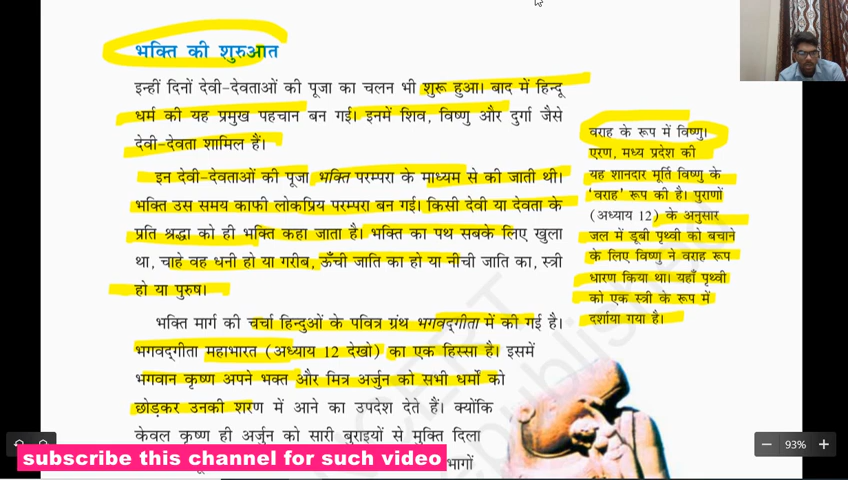 भक्ति की शुरुआत
इन्हीं दिनों देवी-देवताओं की पूजा का चलन भी शुरू हुआ। बाद में हिन्दू
धर्म की यह प्रमुख पहचान बन गई। इनमें शिव, विष्णु और दुर्गा जैसे
देवी-देवता शामिल हैं।
इन देवी-देवताओं की पूजा भक्ति परम्परा के माध्यम से की जाती थी।
भक्ति उस समय काफी लोकप्रिय परम्परा बन गई। किसी देवी या देवता के
प्रति श्रद्धा को ही भक्ति कहा जाता है। भक्ति का पथ सबके लिए खुला
था, चाहे वह धनी हो या गरीब, ऊँची जाति का हो या नीची जाति का, स्त्री
हो या पुरुष।
भक्ति मार्ग की चर्चा हिन्दुओं के पवित्र ग्रंथ भगवद्गीता में की गई है।
भगवद्गीता महाभारत (अध्याय 12 देखो) का एक हिस्सा है। इसमें
भगवान कृष्ण अपने भक्त और मित्र अर्जुन को सभी धर्मों को
छोड़कर उनकी शरण में आने का उपदेश देते हैं। क्योंकि
केवल कृष्ण ही अर्जुन को सारी बुराइयों से मुक्ति दिला
भागों
वराह के रूप में विष्णु।
एरण, मध्य प्रदेश की
यह शानदार मूर्ति विष्णु के
'वराह' रूप की है। पुराणों
(अध्याय 12) के अनुसार
जल में डूबी पृथ्वी को बचाने
के लिए विष्णु ने वराह रूप
धारण किया था। यहाँ पृथ्वी
को एक स्त्री के रूप में
दर्शाया गया है।
93%
subscribe this channel for such video